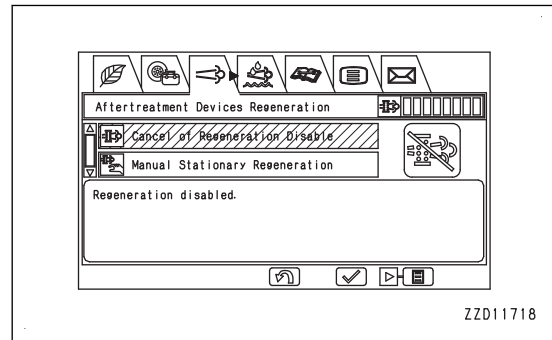 Aftertreatment Devices Regeneration
Cancel of Regeneration Disable
Manual Stationary Regeneration
Regeneration disabled.
ZZD11718